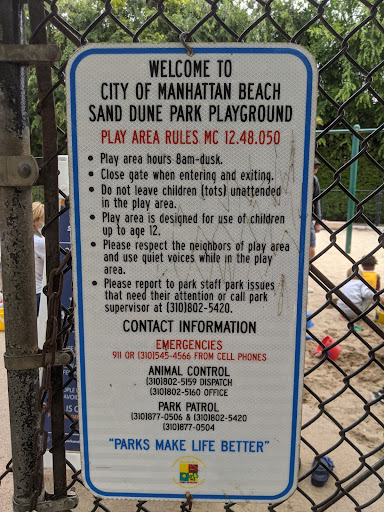 WELCOME TO
CITY OF MANHATTAN BEACH
SAND DUNE PARK PLAYGROUND
PLAY AREA RULES MC 12.48.050
• Play area hours 8am-dusk.
• Close gate when entering and exiting.
• Do not leave children (tots) unattended
in the play area.
• Play area is designed for use of children
up to age 12.
• Please respect the neighbors of play area
and use quiet voices while in the play
area.
• Please report to park staff park issues
that need their attention or call park
supervisor at (310)802-5420.
CONTACT INFORMATION
EMERGENCIES
911 OR (310)545-4566 FROM CELL PHONES
ANIMAL CONTROL
(310)802-5159 DISPATCH
(310)802-5160 OFFICE
PARK PATROL
(310)877-0506 & (310)802-5420
(310)877-0504
"PARKS MAKE LIFE BETTER"